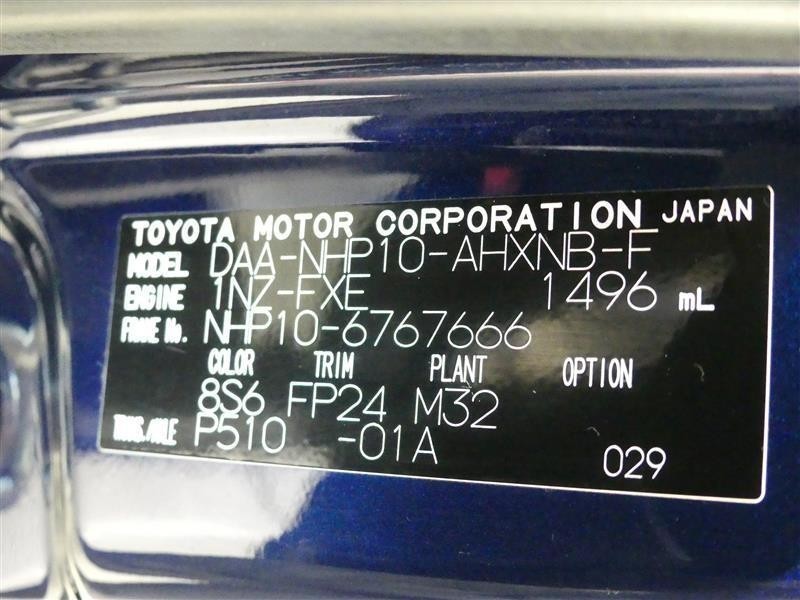 TOYOTA MOTOR CORPORATION JAPAN
MODEL DAA-NHP10-AHXNB-F
ENGINE 1NZ-FXE 1496 mL
FRAME No. NHP10-6767666
COLOR TRIM PLANT OPTION
8S6 FP24 M32
TRANS./AXLE P510 -01A
029